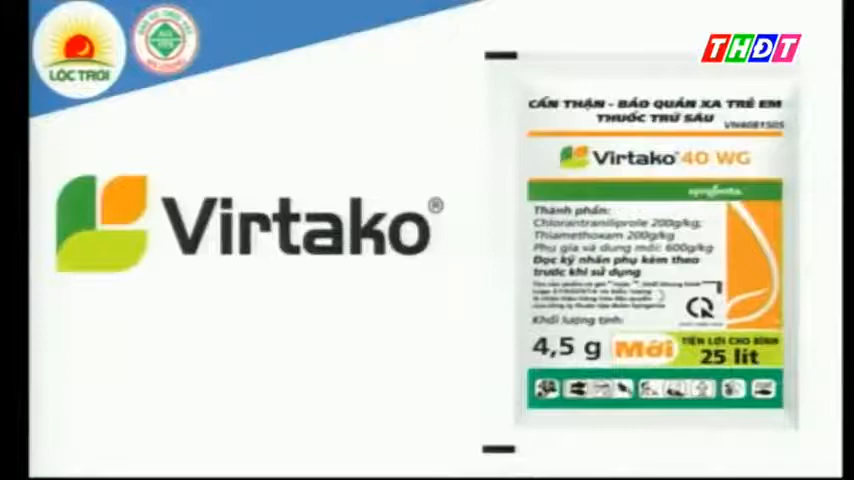 LỘC TRỜI
THĐT
Virtako®
CẨN THẬN - BẢO QUẢN XA TRẺ EM
THUỐC TRỪ SÂU
VN4081505
Virtako® 40 WG
syngenta
Thành phần:
Chlorantraniliprole 200g/kg;
Thiamethoxam 200g/kg
Phụ gia và dung môi: 600g/kg
Đọc kỹ nhãn phụ kèm theo
trước khi sử dụng
Khối lượng tịnh:
4,5 g
Mới
TIỆN LỢI CHO BÌNH
25 lít